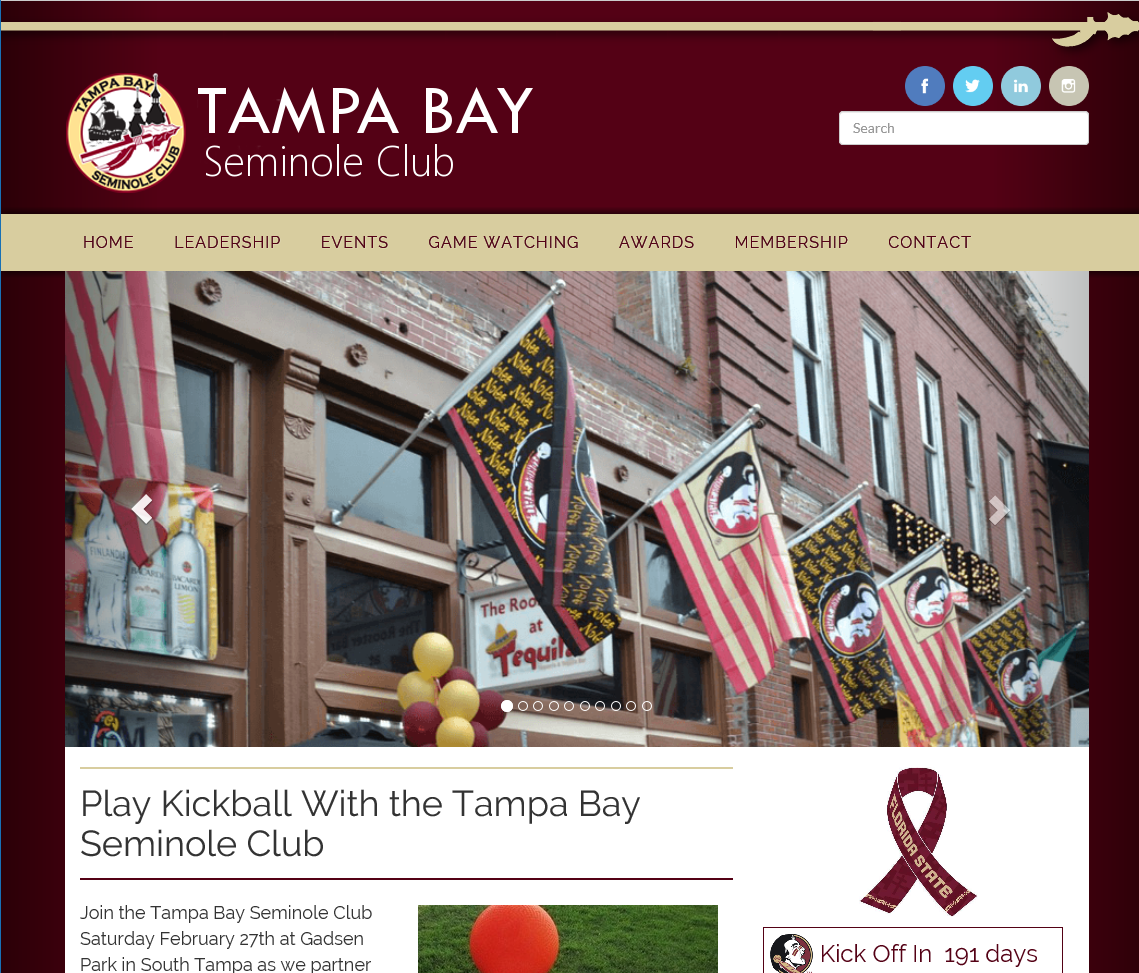 TAMPA BAY
SEMINOLE CLUB
TAMPA BAY
Seminole Club
Search
HOME LEADERSHIP EVENTS GAME WATCHING AWARDS MEMBERSHIP CONTACT
Noles
FINLANDIA
BACARDI
BACARDI
LIMON
The Roo
at
Tequila
Play Kickball With the Tampa Bay
Seminole Club
FLORIDA STATE
Join the Tampa Bay Seminole Club
Saturday February 27th at Gadsen
Park in South Tampa as we partner
Kick Off In 191 days